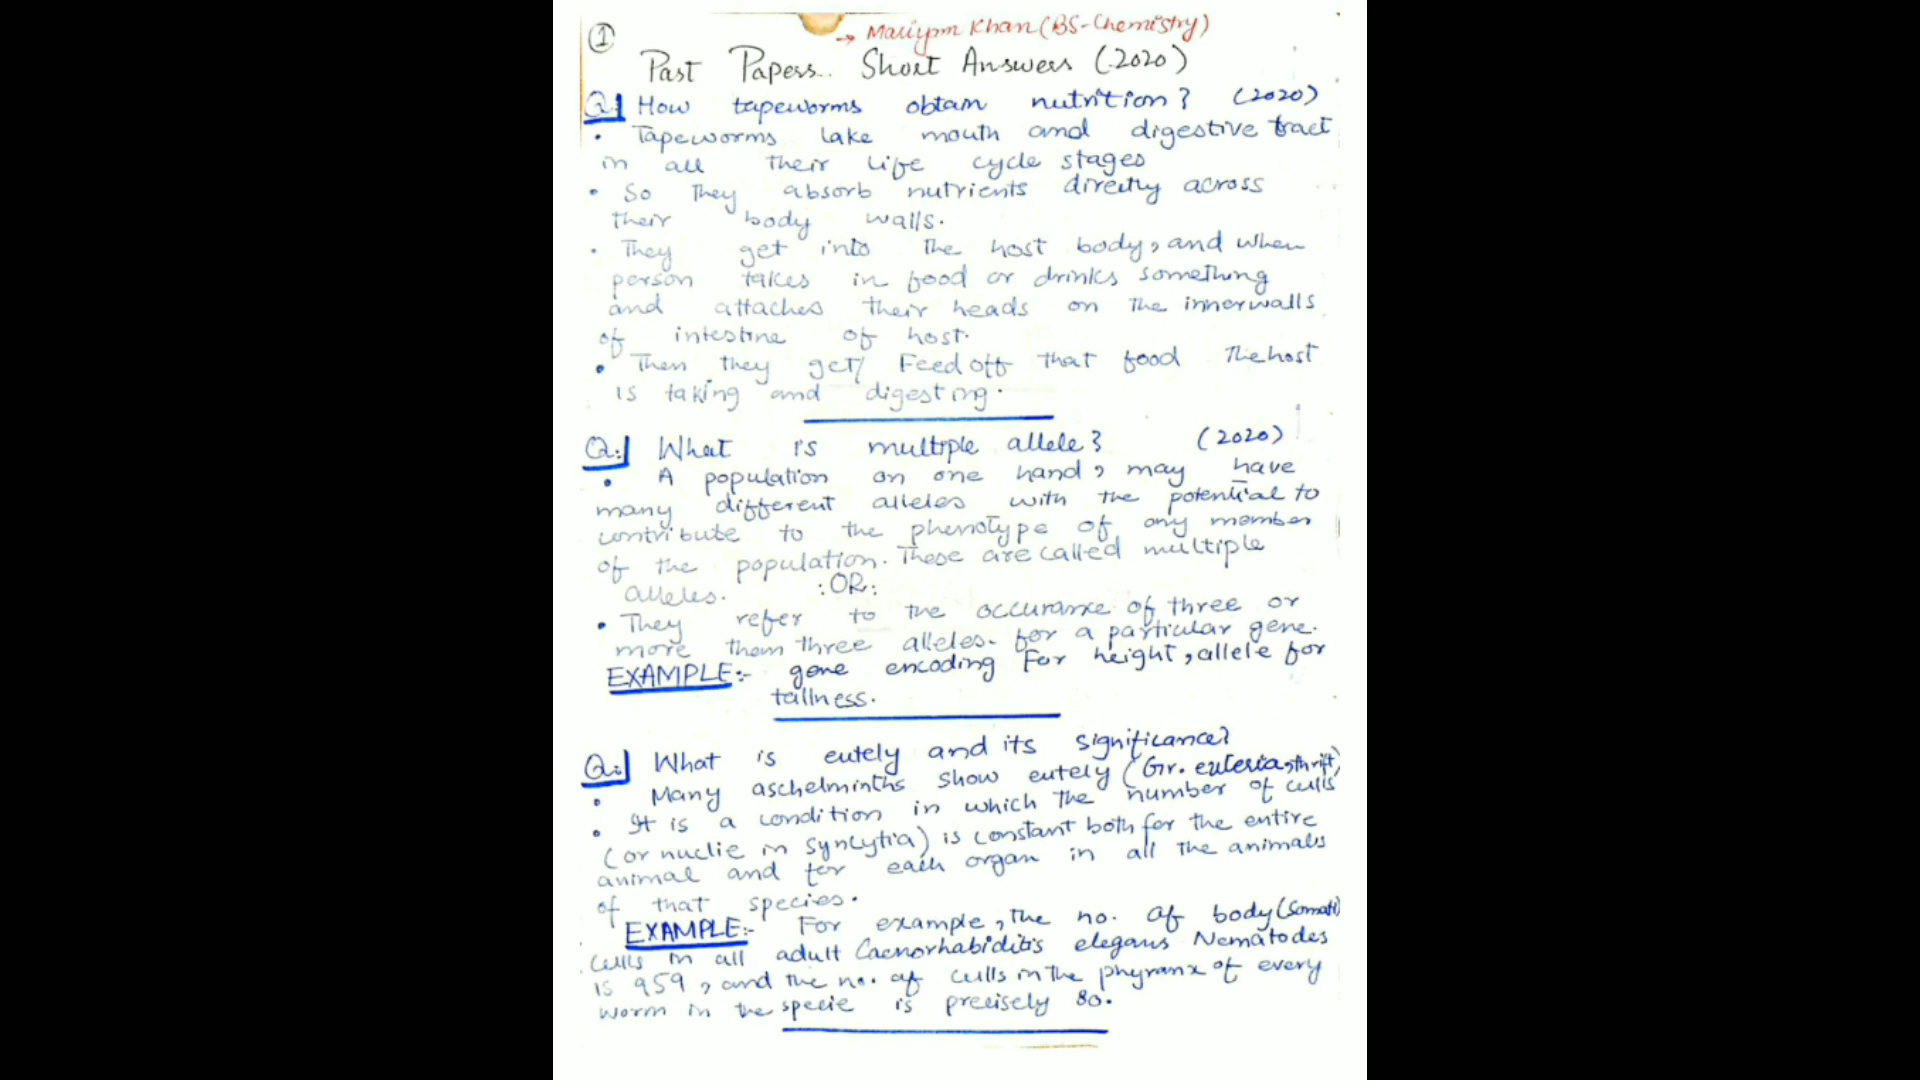 1
→ Mariyam Khan (BS-Chemistry)
Past Papers.. Short Answers (2020)
Q:1 How tapeworms obtain nutrition? (2020)
• Tapeworms lake mouth and digestive tract
in all their life cycle stages
• So they absorb nutrients directly across
their body walls.
• They get into the host body, and when
person takes in food or drinks something
and attaches their heads on the inner walls
of intestine of host.
• Then they get/ Feed off that food The host
is taking and digesting.
Q:] What is multiple allele? (2020)
• A population on one hand, may have
many different alleles with the potential to
contribute to the phenotype of any member
of the population. These are called multiple
alleles. :OR:
• They refer to the occurance of three or
more then three alleles. for a particular gene.
EXAMPLE:- gene encoding For height, allele for
tallness.
Q:] What is eutely and its significance?
• Many aschelminths show eutely (Gr. euteria, thrift)
• It is a condition in which the number of cells
(or nuclie in syncytia) is constant both for the entire
animal and for each organ in all the animals
of that species.
EXAMPLE:- For example, the no. of body (Somati)
cells in all adult Caenorhabiditis elegans Nematodes
is 959, and the no. of cells in the phyranx of every
worm in the specie is precisely 80.